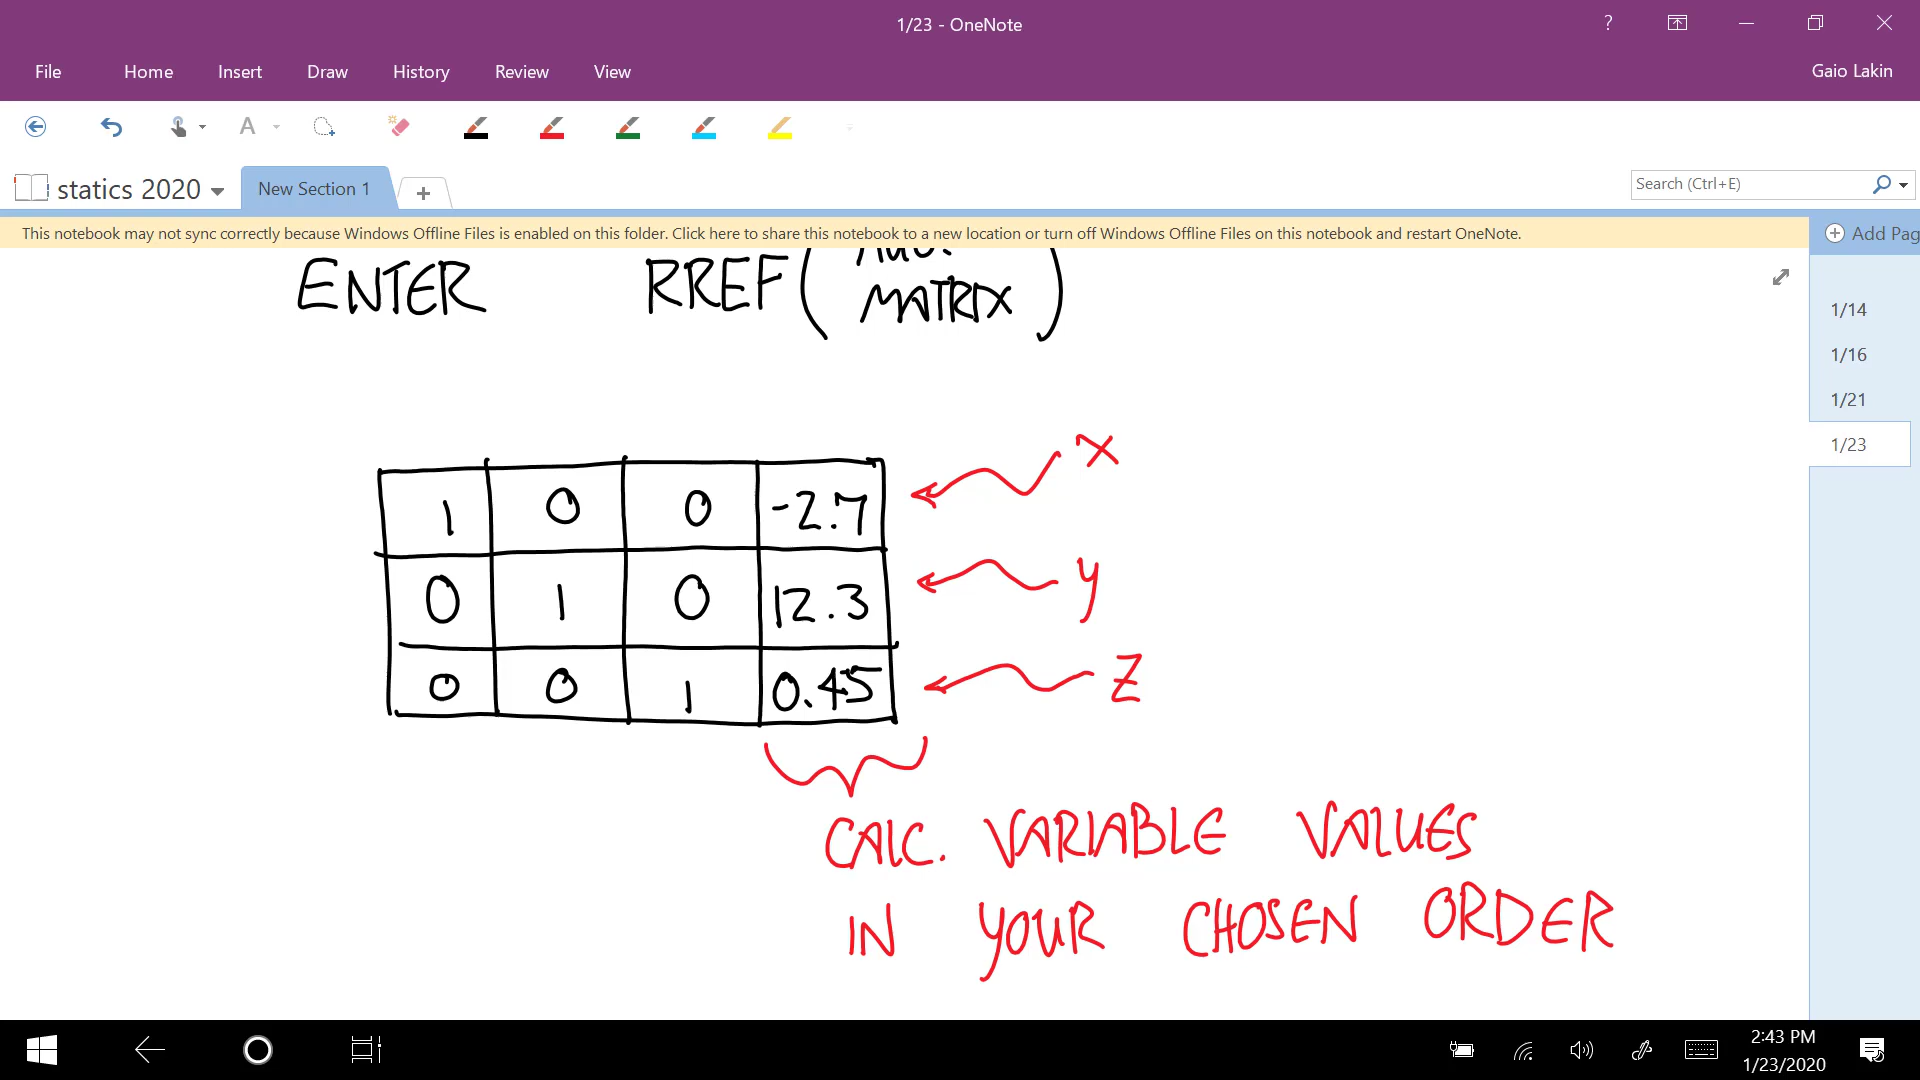 1/23 - OneNote
File Home Insert Draw History Review View
Gaio Lakin
statics 2020
New Section 1
Search (Ctrl+E)
This notebook may not sync correctly because Windows Offline Files is enabled on this folder. Click here to share this notebook to a new location or turn off Windows Offline Files on this notebook and restart OneNote.
Add Pag
1/14
1/16
1/21
1/23
ENTER RREF(
MATRIX )
1 0 0 -2.7 x
0 1 0 12.3 y
0 0 1 0.45 z
CALC. VARIABLE VALUES
IN YOUR CHOSEN ORDER
2:43 PM
1/23/2020